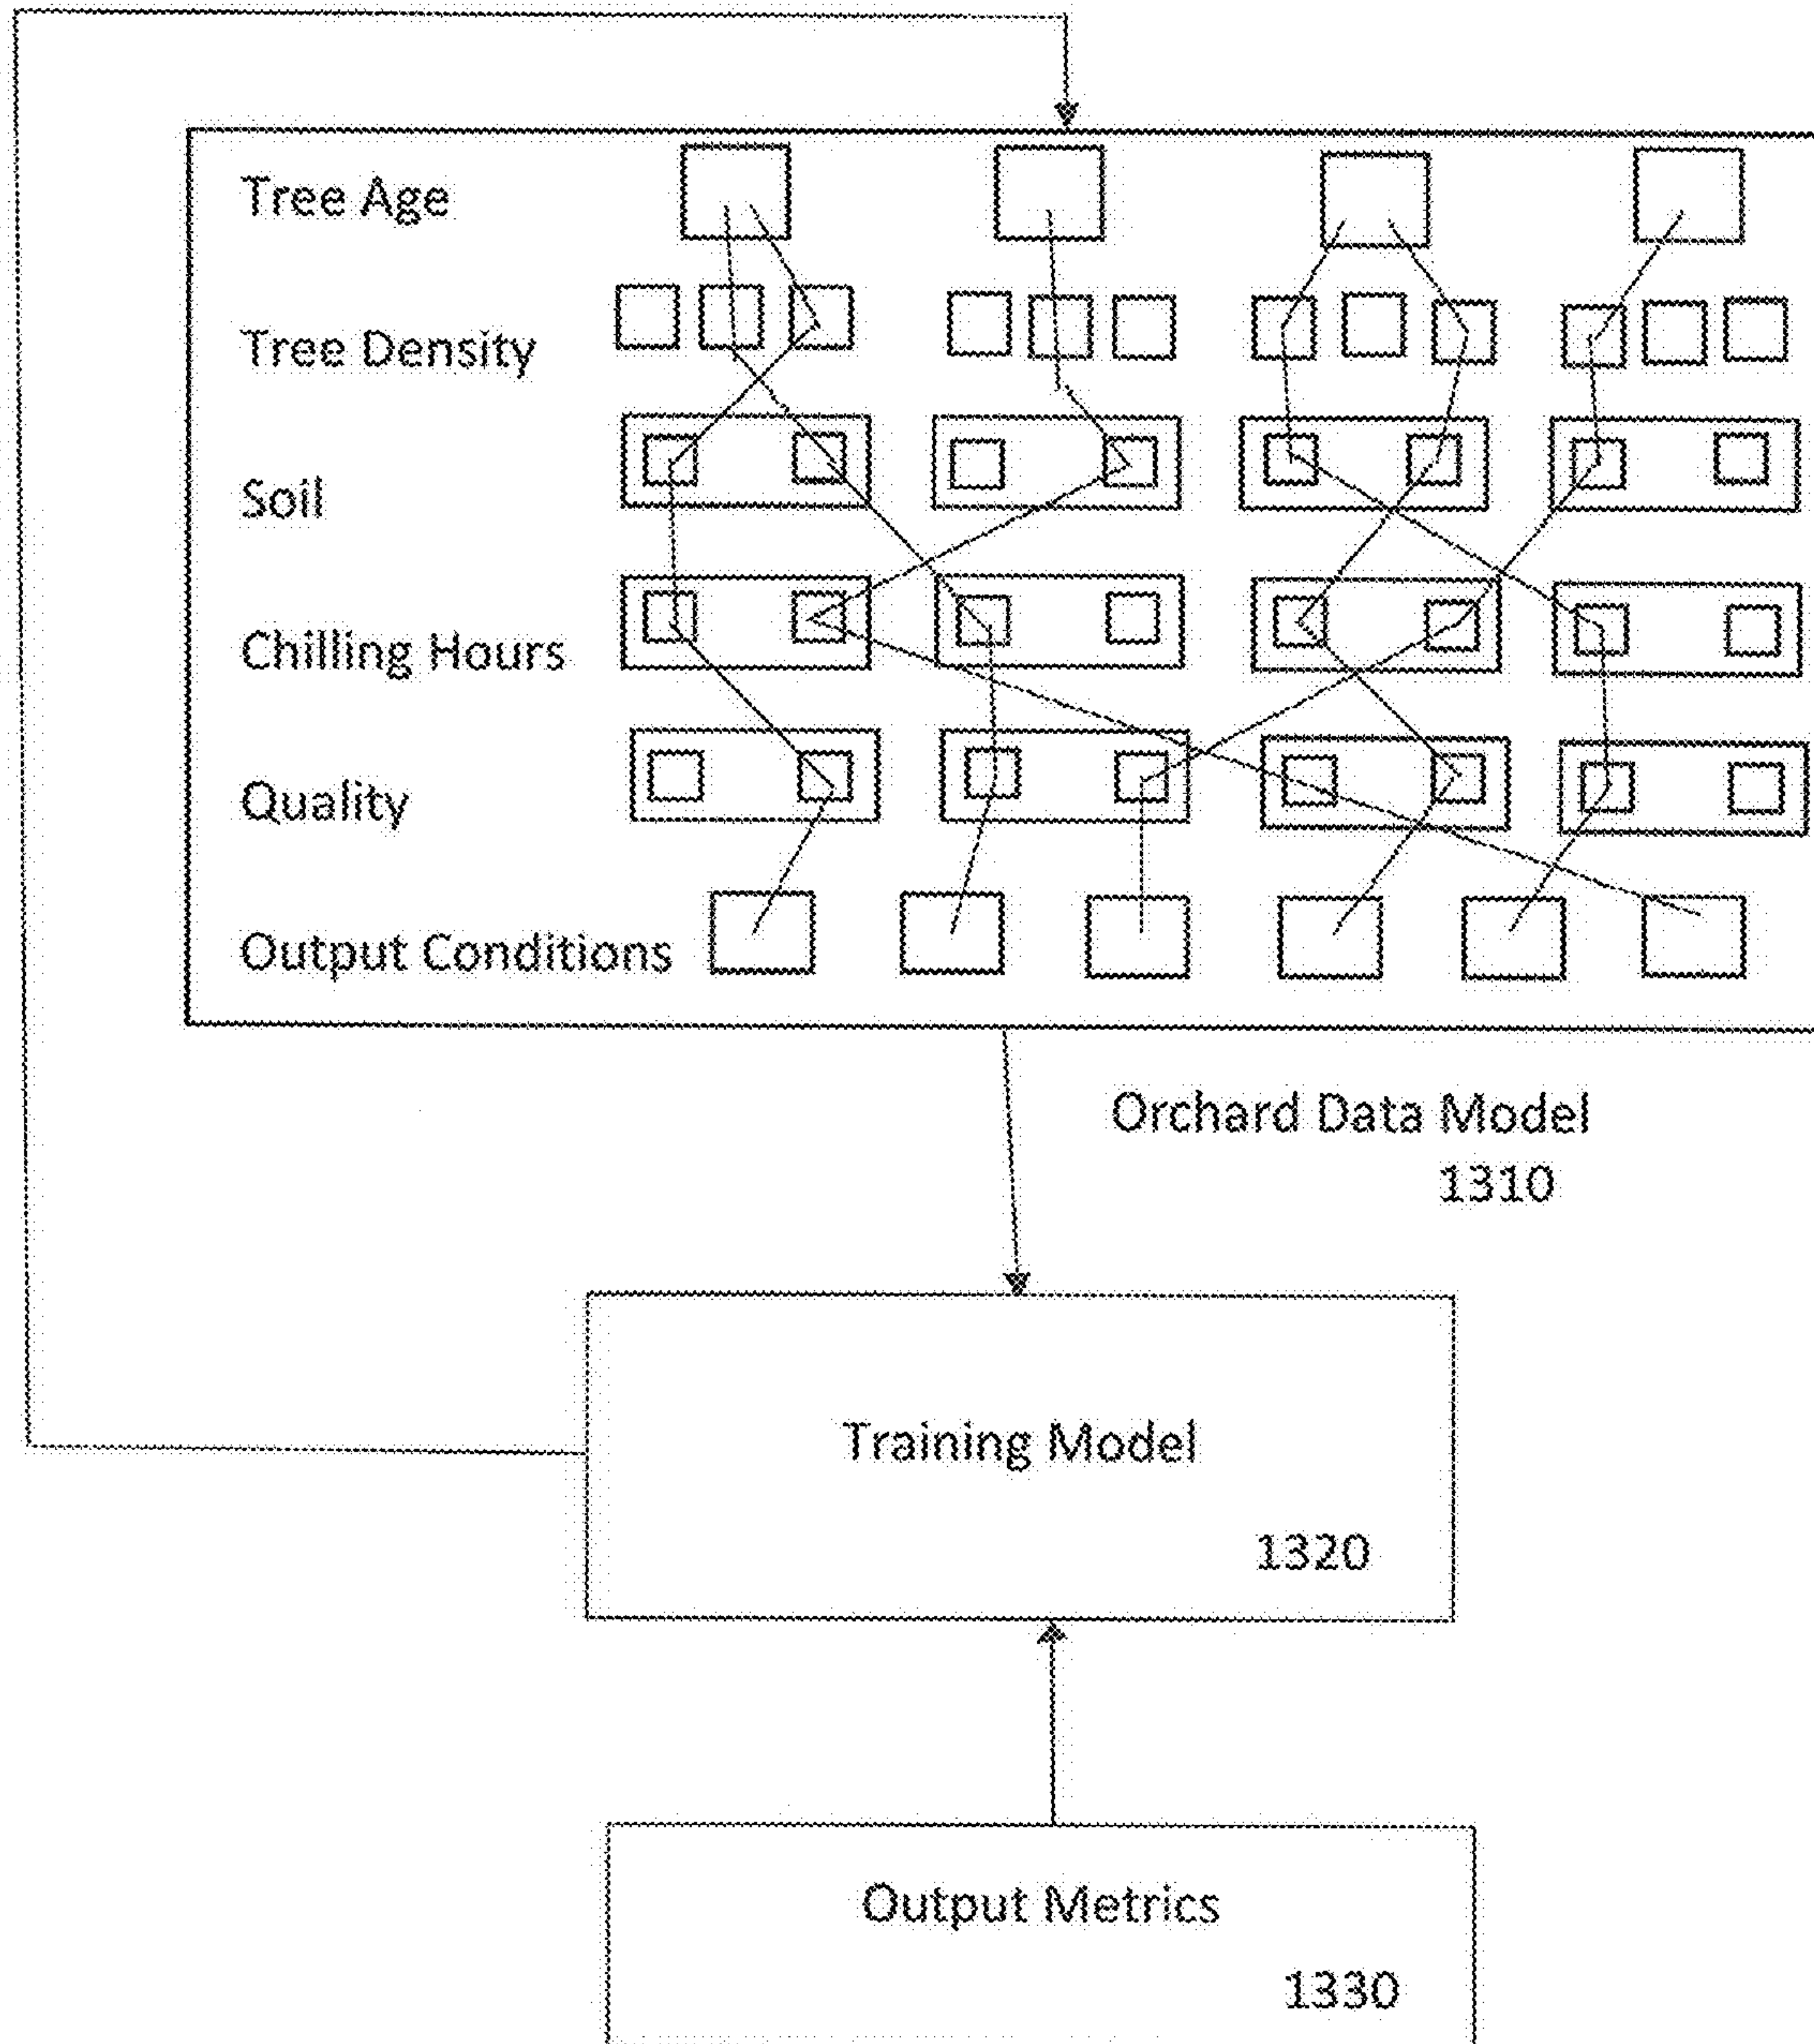 Tree Age
Tree Density
Soil
Chilling Hours
Quality
Output Conditions
Orchard Data Model
1310
Training Model
1320
Output Metrics
1330